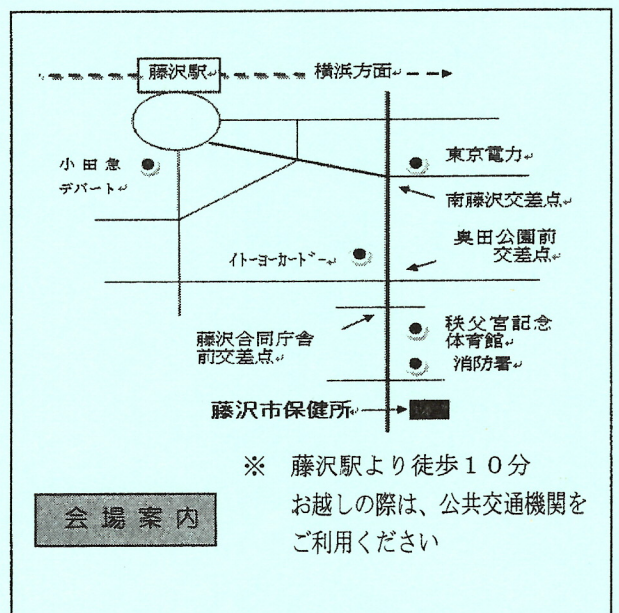 藤沢駅
横浜方面
小田急
デパート
東京電力
南藤沢交差点
奥田公園前
交差点
イトーヨーカドー
藤沢合同庁舎
前交差点
秩父宮記念
体育館
消防署
藤沢市保健所
※ 藤沢駅より徒歩10分
お越しの際は、公共交通機関を
ご利用ください
会場案内